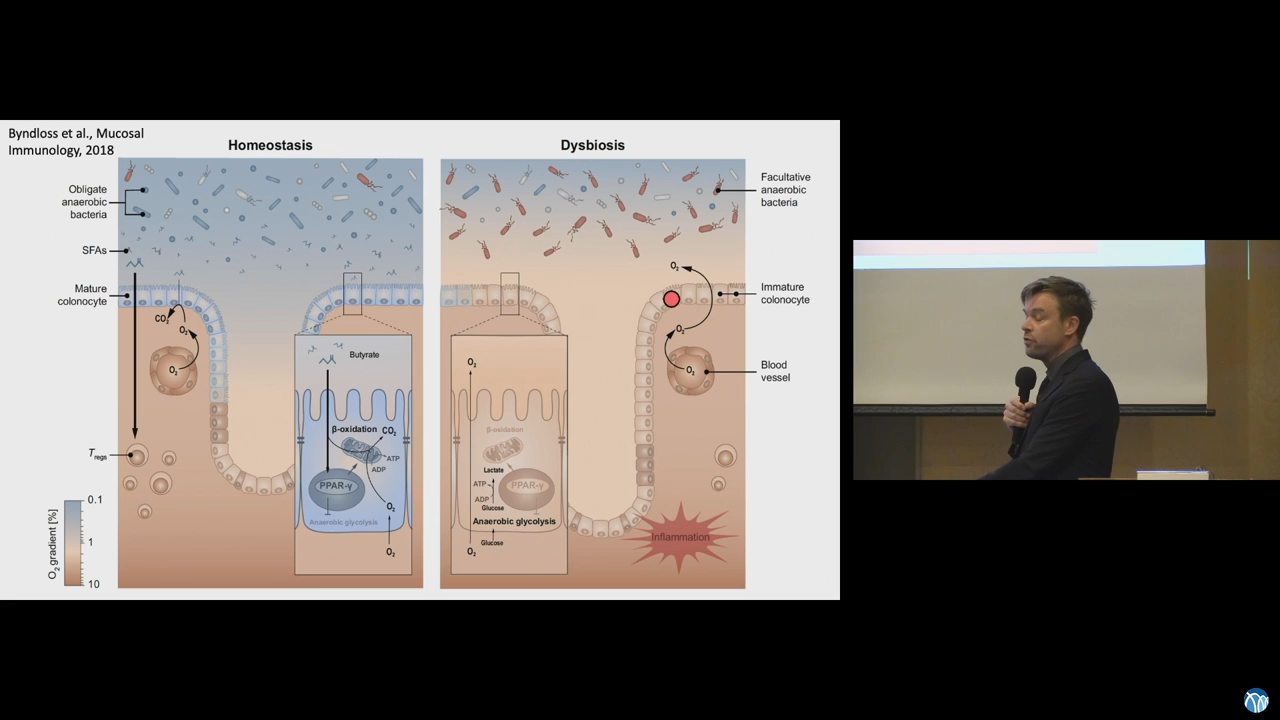 Byndloss et al., Mucosal
Immunology, 2018
Homeostasis
Obligate
anaerobic
bacteria
SFAs
Mature
colonocyte
CO2
O2
O2
Tregs
O2 gradient [%]
0.1
1
10
Butyrate
β-oxidation
CO2
ATP
ADP
PPAR-γ
O2
Anaerobic glycolysis
O2
Dysbiosis
Facultative
anaerobic
bacteria
O2
Immature
colonocyte
O2
O2
Blood
vessel
O2
β-oxidation
Lactate
ATP
PPAR-γ
ADP
Glucose
Anaerobic glycolysis
Glucose
O2
Inflammation